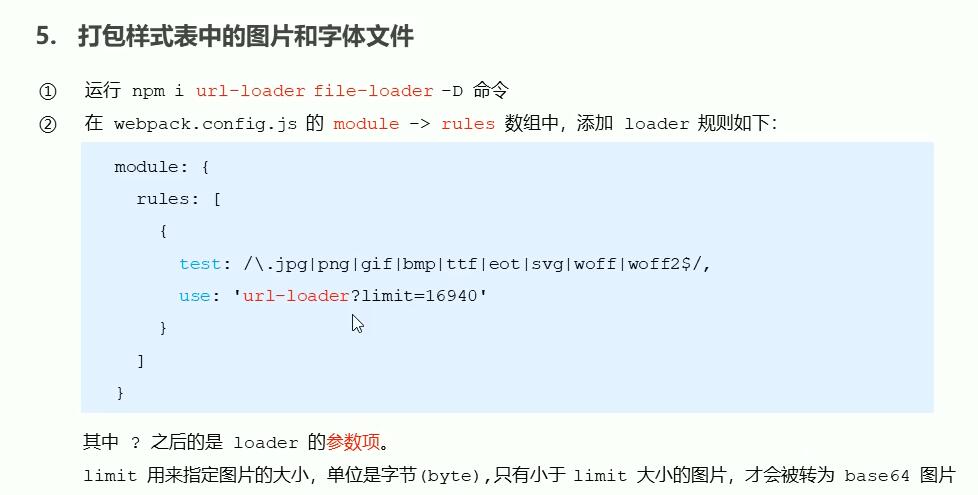 5. 打包样式表中的图片和字体文件
① 运行 npm i url-loader file-loader -D 命令
② 在 webpack.config.js 的 module -> rules 数组中，添加 loader 规则如下：
module: {
rules: [
{
test: /\.jpg|png|gif|bmp|ttf|eot|svg|woff|woff2$/,
use: 'url-loader?limit=16940'
}
]
}
其中 ? 之后的是 loader 的参数项。
limit 用来指定图片的大小，单位是字节(byte),只有小于 limit 大小的图片，才会被转为 base64 图片